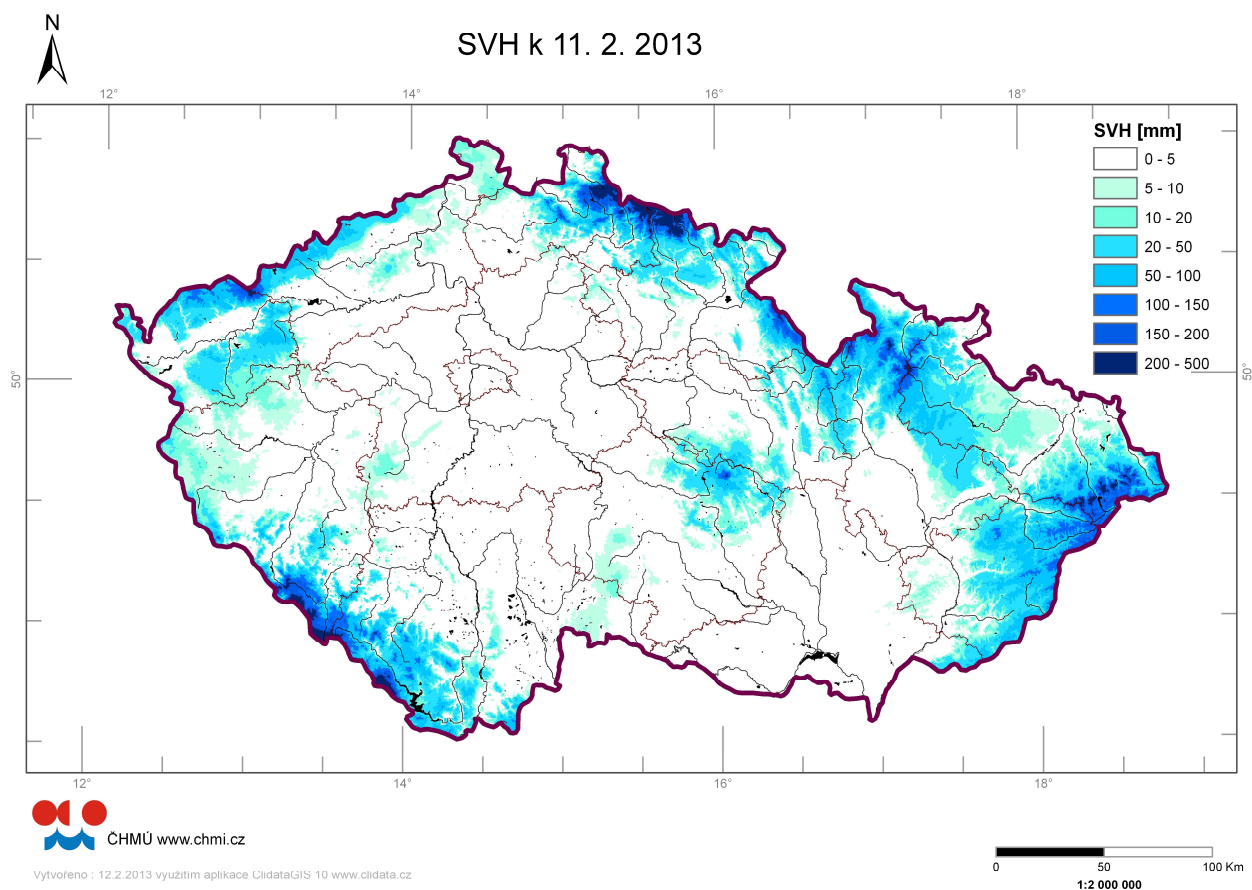 N
SVH k 11. 2. 2013
12° 14° 16° 18°
SVH [mm]
0 - 5
5 - 10
10 - 20
20 - 50
50 - 100
100 - 150
150 - 200
200 - 500
50° 50°
12° 14° 16° 18°
ČHMÚ www.chmi.cz
Vytvořeno : 12.2.2013 využitím aplikace ClidataGIS 10 www.clidata.cz
0 50 100 Km
1:2 000 000